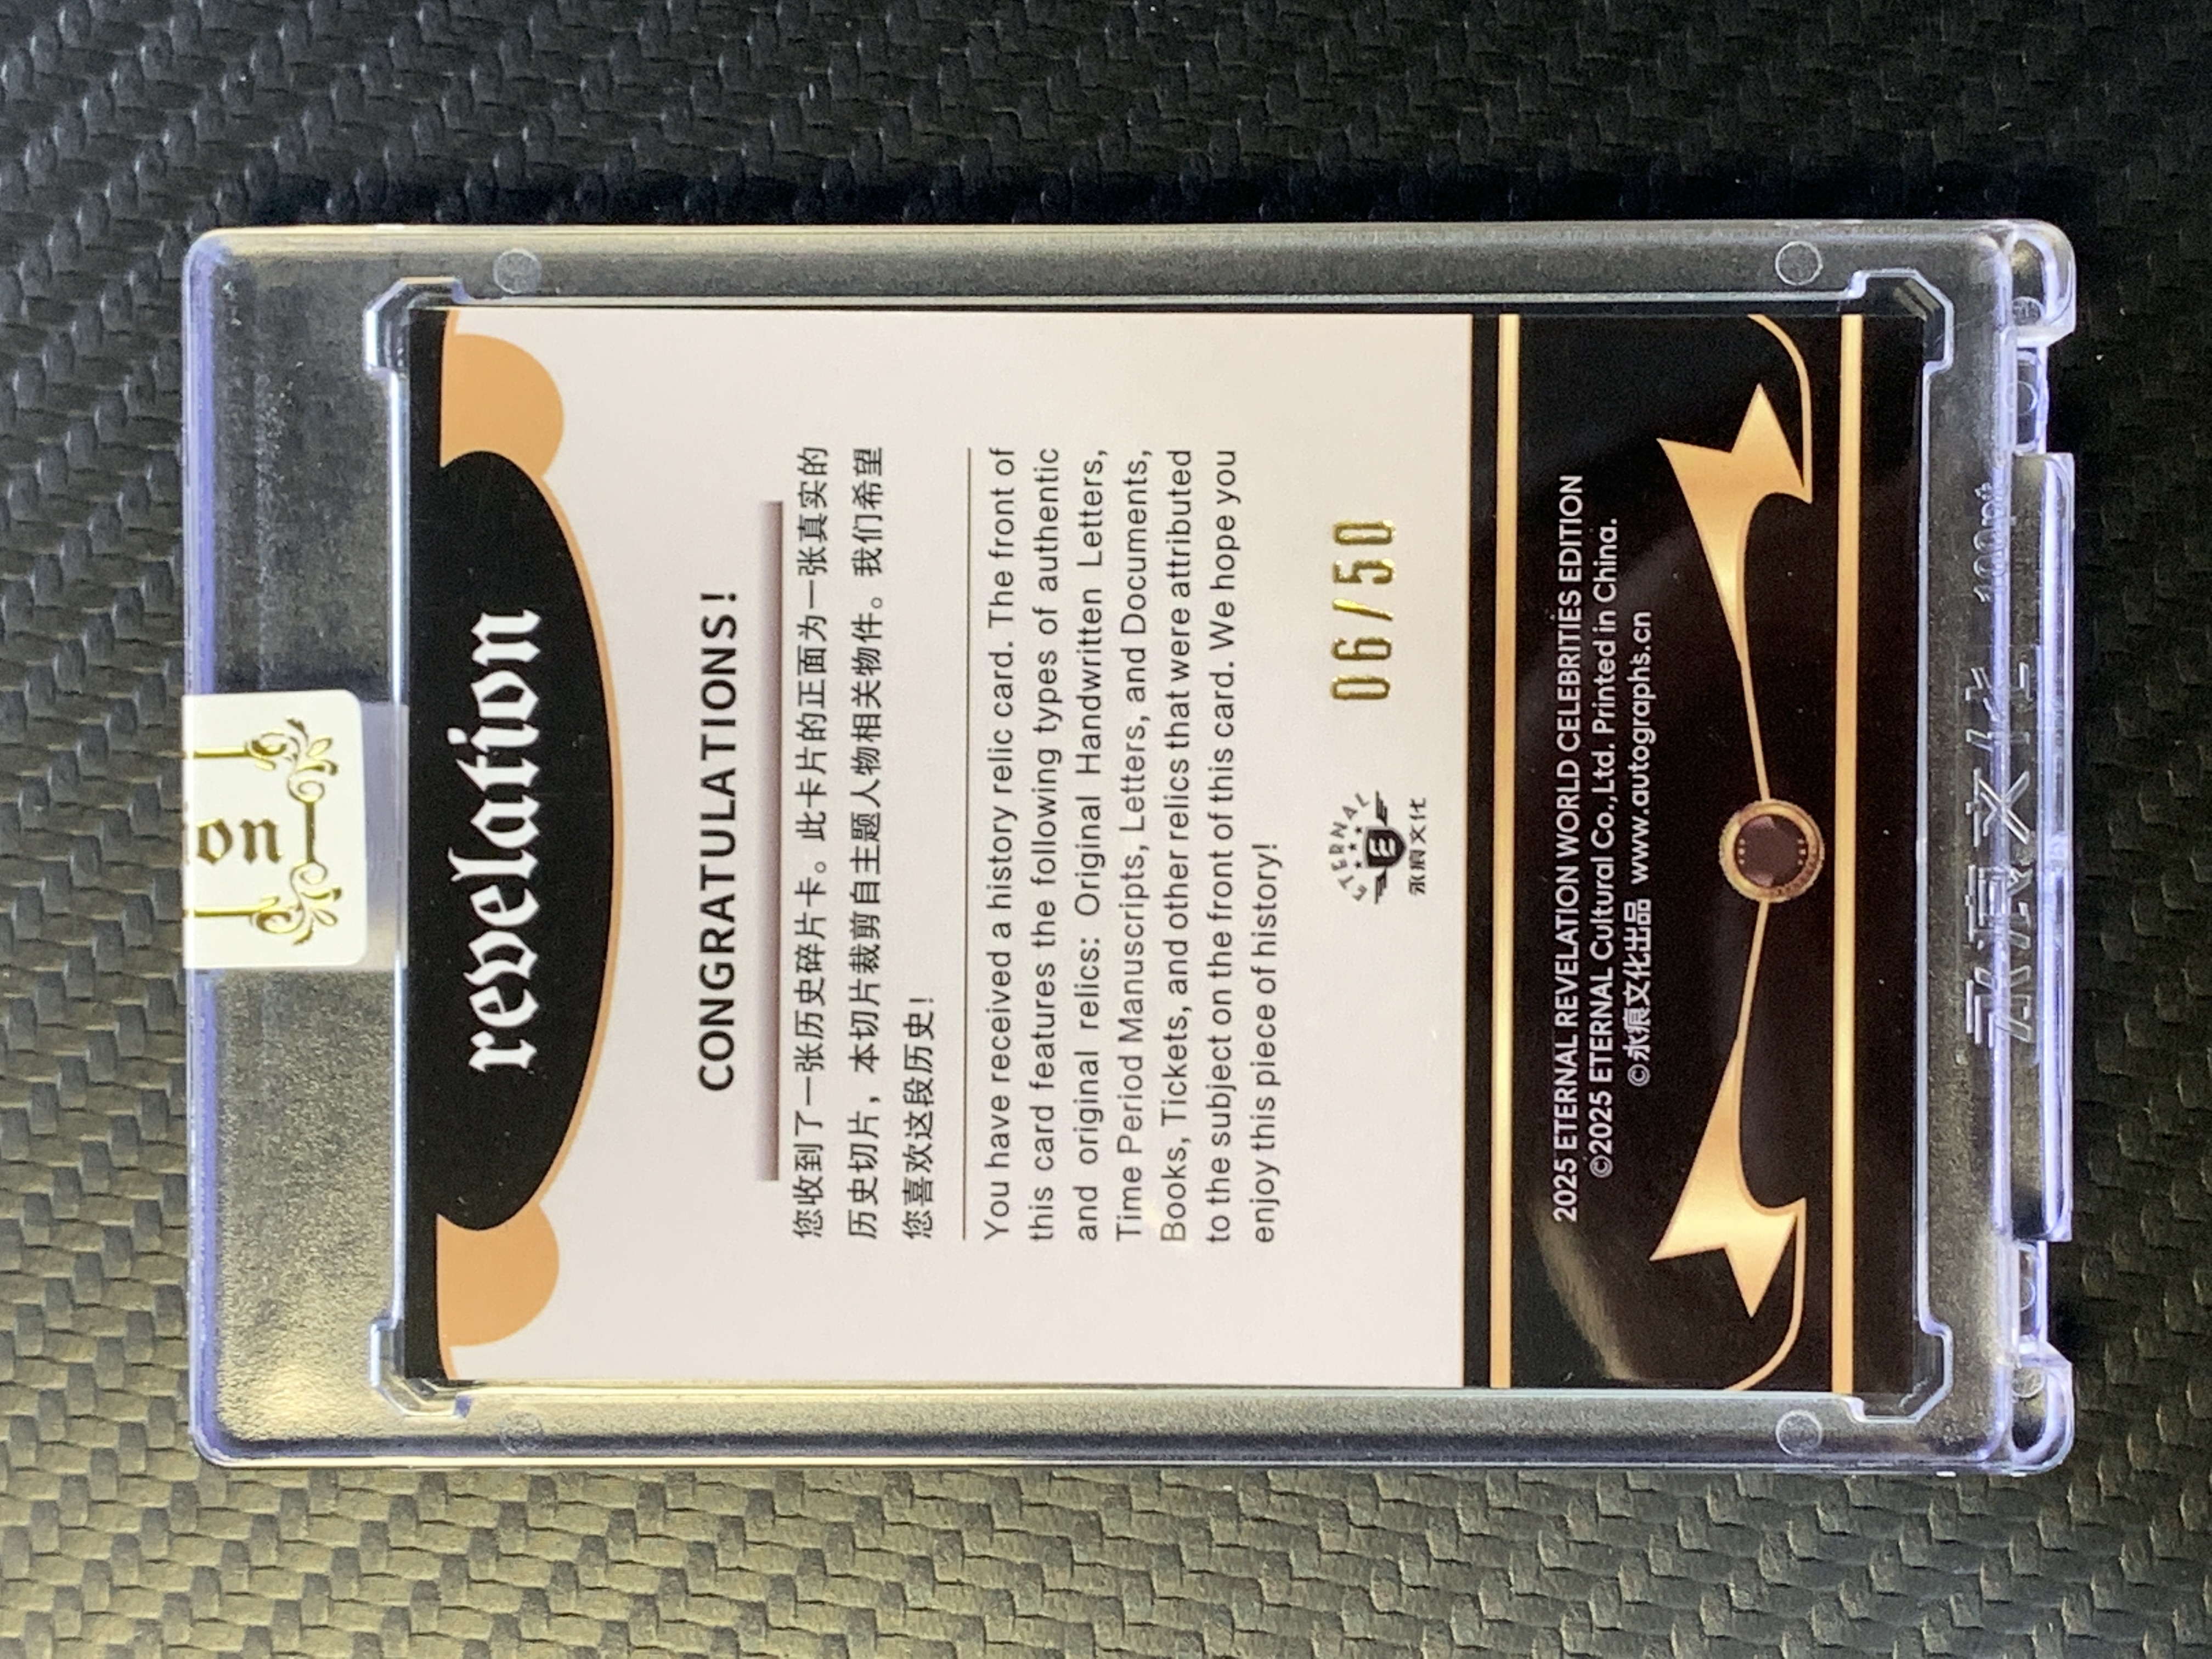 ion
revelation
CONGRATULATIONS!
您收到了一张历史碎片卡。此卡片的正面为一张真实的
历史切片，本切片裁剪自主题人物相关物件。我们希望
您喜欢这段历史！
You have received a history relic card. The front of
this card features the following types of authentic
and original relics: Original Handwritten Letters,
Time Period Manuscripts, Letters, and Documents,
Books, Tickets, and other relics that were attributed
to the subject on the front of this card. We hope you
enjoy this piece of history!
ETERNAL
E
永痕文化
06/50
2025 ETERNAL REVELATION WORLD CELEBRITIES EDITION
©2025 ETERNAL Cultural Co.,Ltd. Printed in China.
©永痕文化出品 www.autographs.cn
永痕文化 100pt